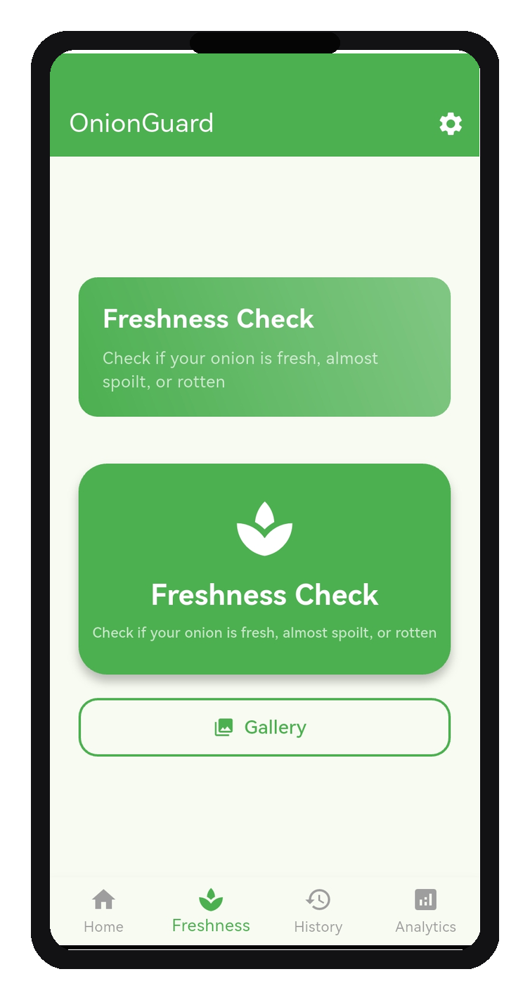 OnionGuard
Freshness Check
Check if your onion is fresh, almost
spoilt, or rotten
Freshness Check
Check if your onion is fresh, almost spoilt, or rotten
Gallery
Home
Freshness
History
Analytics